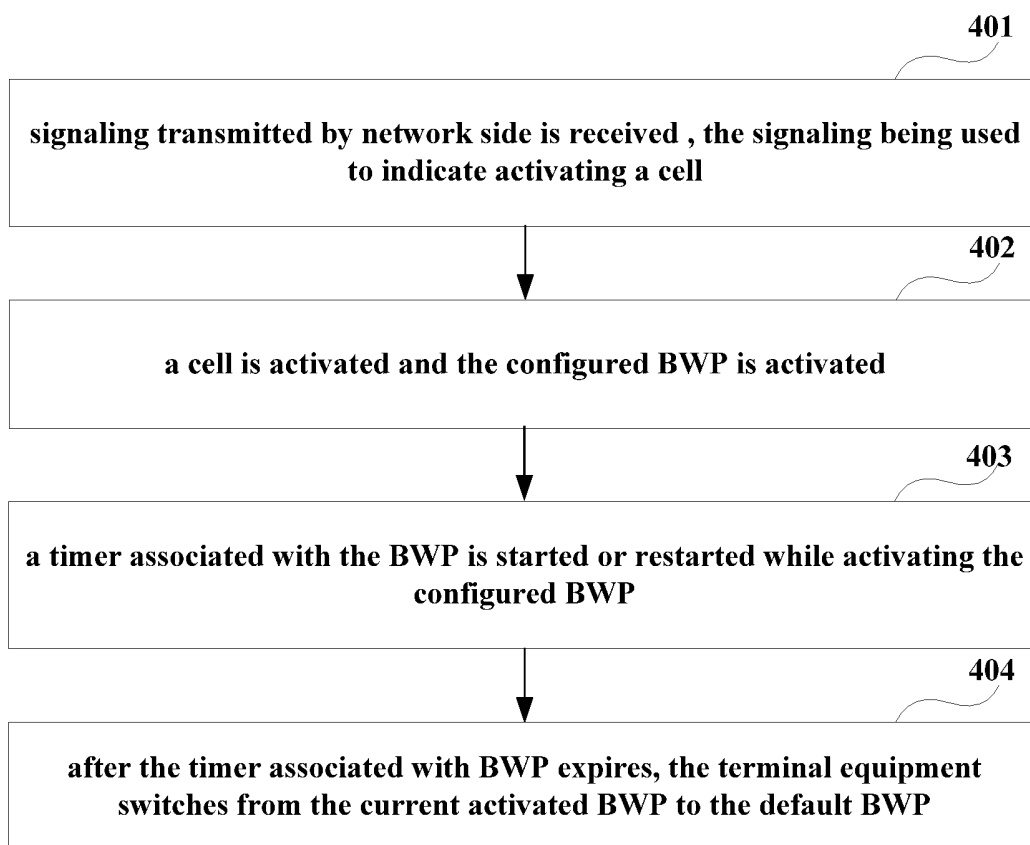 401
signaling transmitted by network side is received , the signaling being used
to indicate activating a cell
402
a cell is activated and the configured BWP is activated
403
a timer associated with the BWP is started or restarted while activating the
configured BWP
404
after the timer associated with BWP expires, the terminal equipment
switches from the current activated BWP to the default BWP